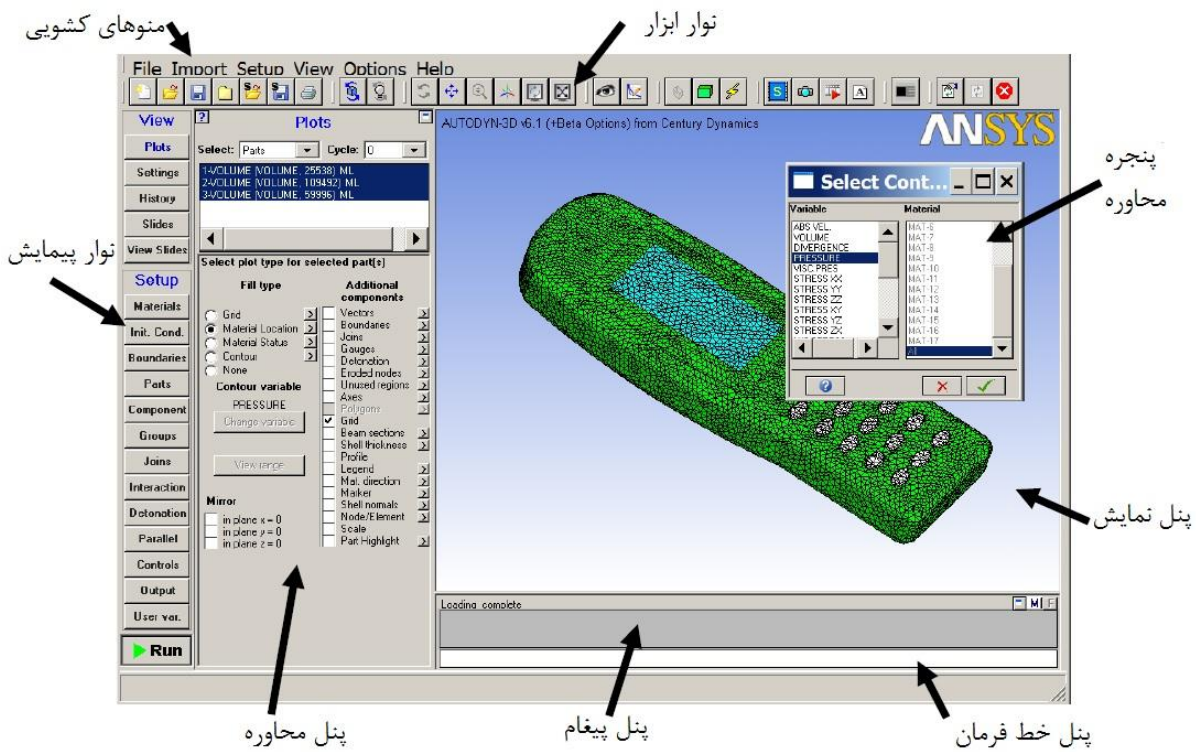 منوهای کشویی
نوار ابزار
File Import Setup View Options Help
View
Plots
Settings
History
Slides
View Slides
نوار پیمایش
Setup
Materials
Init. Cond.
Boundaries
Parts
Component
Groups
Joins
Interaction
Detonation
Parallel
Controls
Output
User var.
Run
Plots
Select: Parts Cycle: 0
1-VOLUME (VOLUME, 25538) ML
2-VOLUME (VOLUME, 109492) ML
3-VOLUME (VOLUME, 59996) ML
Select plot type for selected part(s)
Fill type
Grid
Material Location
Material Status
Contour
None
Contour variable
PRESSURE
Change variable
View range
Mirror
in plane x = 0
in plane y = 0
in plane z = 0
Additional
components
Vectors
Boundaries
Joins
Gauges
Detonation
Eroded nodes
Unused regions
Axes
Polygons
Grid
Beam sections
Shell thickness
Profile
Legend
Mat. direction
Marker
Shell normals
Node/Element
Scale
Part Highlight
AUTODYN-3D v6.1 (+Beta Options) from Century Dynamics
ANSYS
Select Cont...
Variable
ABS VEL.
VOLUME
DIVERGENCE
PRESSURE
VISC.PRES
STRESS XX
STRESS YY
STRESS ZZ
STRESS XY
STRESS YZ
STRESS ZX
Material
MAT-6
MAT-7
MAT-8
MAT-9
MAT-10
MAT-11
MAT-12
MAT-13
MAT-14
MAT-15
MAT-16
MAT-17
All
پنجره
محاوره
پنل نمایش
Loading complete
پنل محاوره
پنل پیغام
پنل خط فرمان